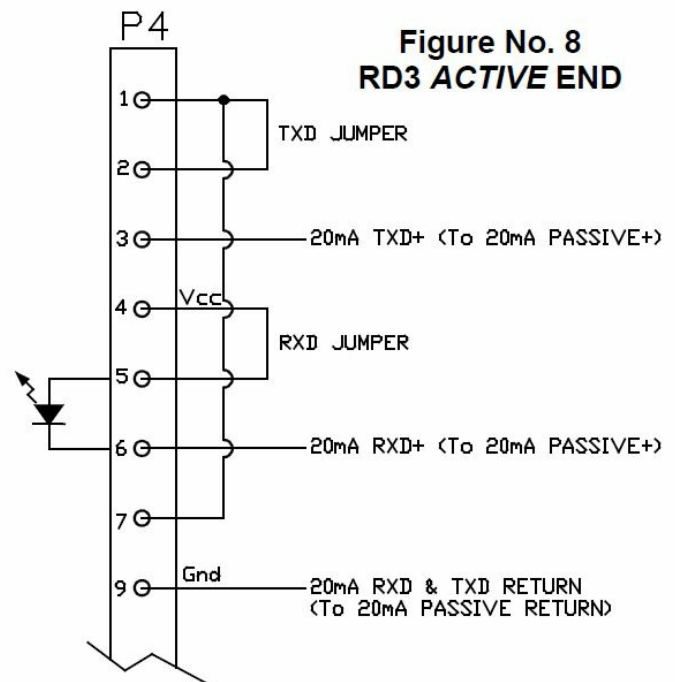 P4
Figure No. 8
RD3 ACTIVE END
1
TXD JUMPER
2
3
20mA TXD+ (To 20mA PASSIVE+)
4
Vcc
RXD JUMPER
5
6
20mA RXD+ (To 20mA PASSIVE+)
7
9
Gnd
20mA RXD & TXD RETURN
(To 20mA PASSIVE RETURN)